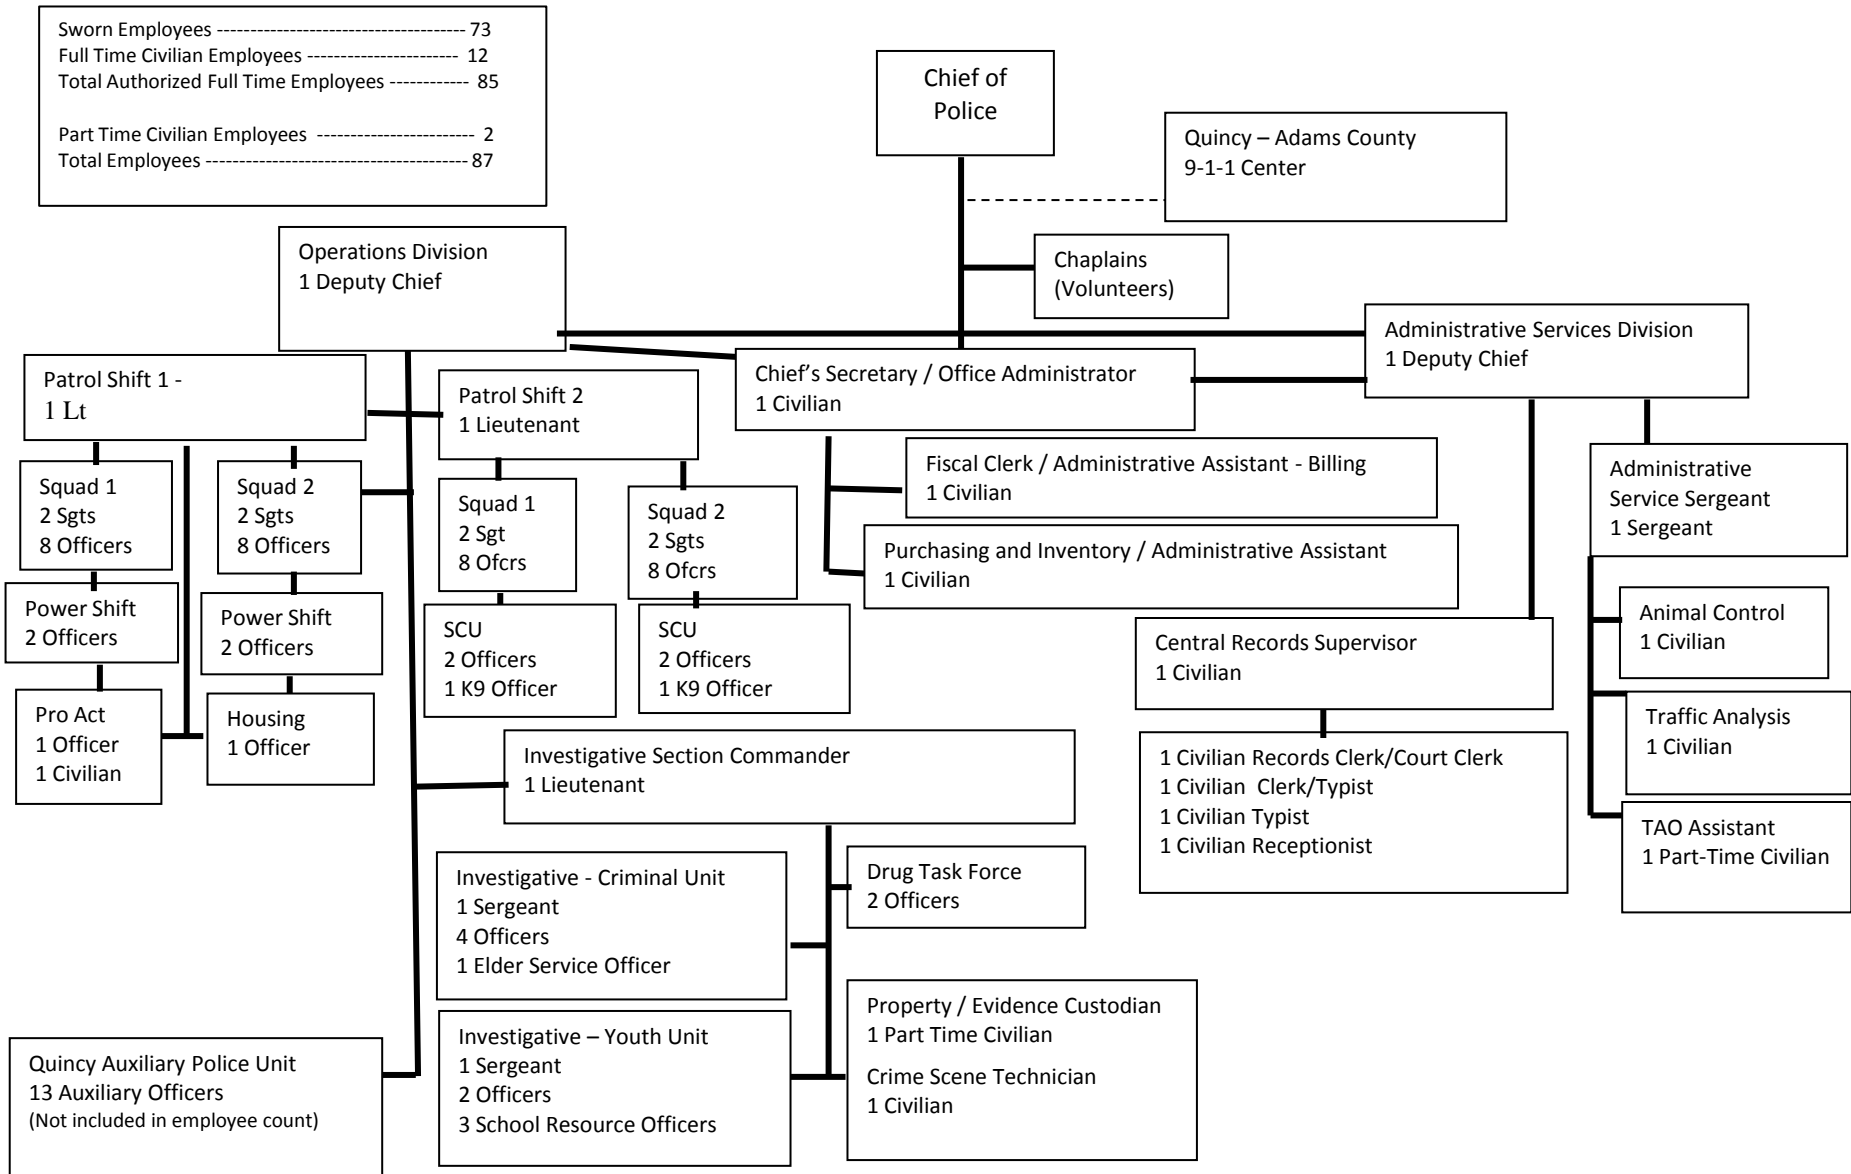 Sworn Employees ------------------------------------- 73
Full Time Civilian Employees ---------------------- 12
Total Authorized Full Time Employees ------------ 85
Part Time Civilian Employees ----------------------- 2
Total Employees --------------------------------------- 87
Chief of
Police
Quincy – Adams County
9-1-1 Center
Chaplains
(Volunteers)
Operations Division
1 Deputy Chief
Administrative Services Division
1 Deputy Chief
Chief's Secretary / Office Administrator
1 Civilian
Patrol Shift 1 -
1 Lt
Patrol Shift 2
1 Lieutenant
Squad 1
2 Sgts
8 Officers
Squad 2
2 Sgts
8 Officers
Squad 1
2 Sgt
8 Ofcrs
Squad 2
2 Sgts
8 Ofcrs
Fiscal Clerk / Administrative Assistant - Billing
1 Civilian
Purchasing and Inventory / Administrative Assistant
1 Civilian
Administrative
Service Sergeant
1 Sergeant
Power Shift
2 Officers
Power Shift
2 Officers
SCU
2 Officers
1 K9 Officer
SCU
2 Officers
1 K9 Officer
Central Records Supervisor
1 Civilian
Animal Control
1 Civilian
Pro Act
1 Officer
1 Civilian
Housing
1 Officer
Investigative Section Commander
1 Lieutenant
1 Civilian Records Clerk/Court Clerk
1 Civilian Clerk/Typist
1 Civilian Typist
1 Civilian Receptionist
Traffic Analysis
1 Civilian
TAO Assistant
1 Part-Time Civilian
Investigative - Criminal Unit
1 Sergeant
4 Officers
1 Elder Service Officer
Drug Task Force
2 Officers
Investigative – Youth Unit
1 Sergeant
2 Officers
3 School Resource Officers
Property / Evidence Custodian
1 Part Time Civilian
Crime Scene Technician
1 Civilian
Quincy Auxiliary Police Unit
13 Auxiliary Officers
(Not included in employee count)